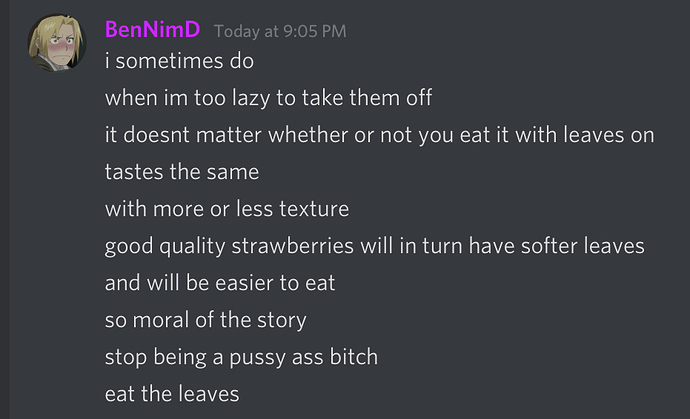 BenNimD Today at 9:05 PM
i sometimes do
when im too lazy to take them off
it doesnt matter whether or not you eat it with leaves on
tastes the same
with more or less texture
good quality strawberries will in turn have softer leaves
and will be easier to eat
so moral of the story
stop being a pussy ass bitch
eat the leaves